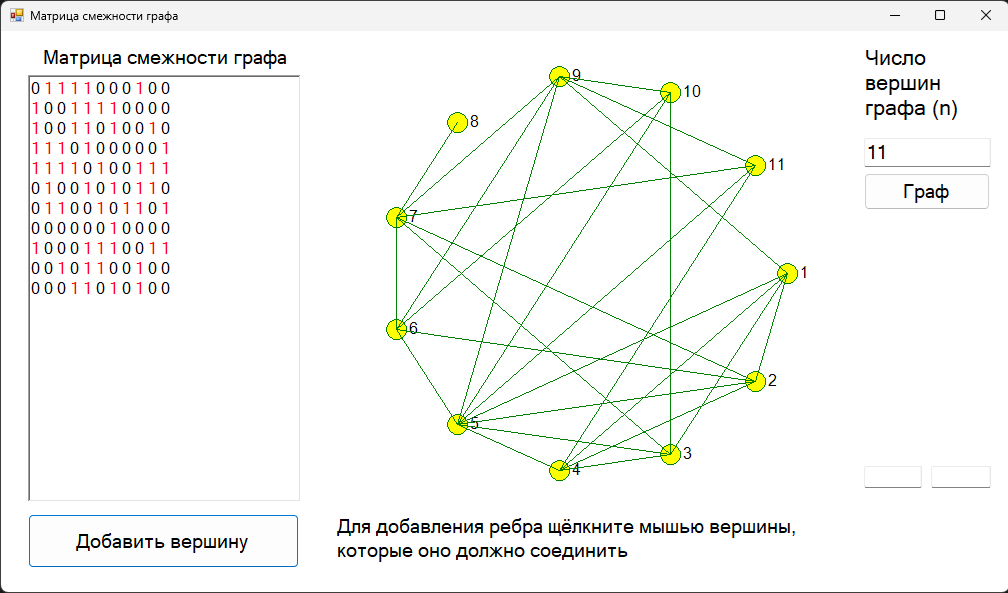 Матрица смежности графа
Матрица смежности графа
0 1 1 1 1 0 0 0 1 0 0
1 0 0 1 1 1 1 0 0 0 0
1 0 0 1 1 0 1 0 0 1 0
1 1 1 0 1 0 0 0 0 0 1
1 1 1 1 0 1 0 0 1 1 1
0 1 0 0 1 0 1 0 1 1 0
0 1 1 0 0 1 0 1 1 0 1
0 0 0 0 0 0 1 0 0 0 0
1 0 0 0 1 1 1 0 0 1 1
0 0 1 0 1 1 0 0 1 0 0
0 0 0 1 1 0 1 0 1 0 0
Добавить вершину
9
10
8
11
7
1
6
2
5
3
4
Для добавления ребра щёлкните мышью вершины,
которые оно должно соединить
Число
вершин
графа (n)
11
Граф